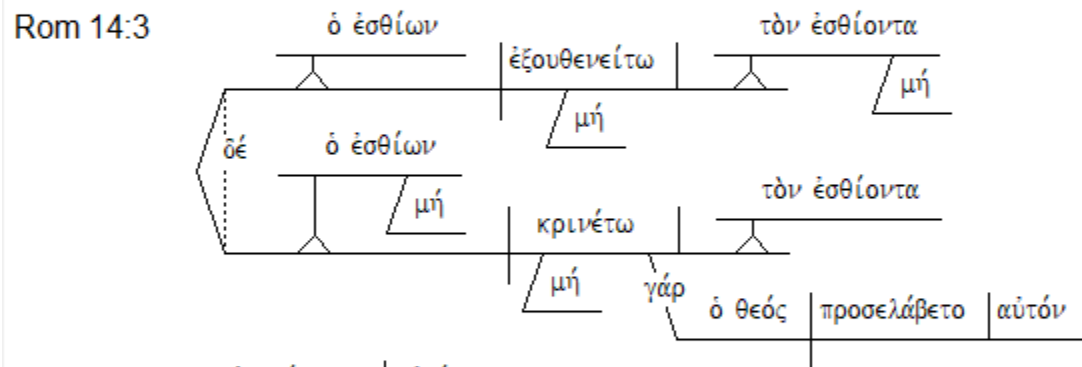 Rom 14:3
ὁ ἐσθίων
ἐξουθενείτω
τὸν ἐσθίοντα
μή
μή
δέ
ὁ ἐσθίων
μή
κρινέτω
τὸν ἐσθίοντα
μή
γάρ
ὁ θεός
προσελάβετο
αὐτόν